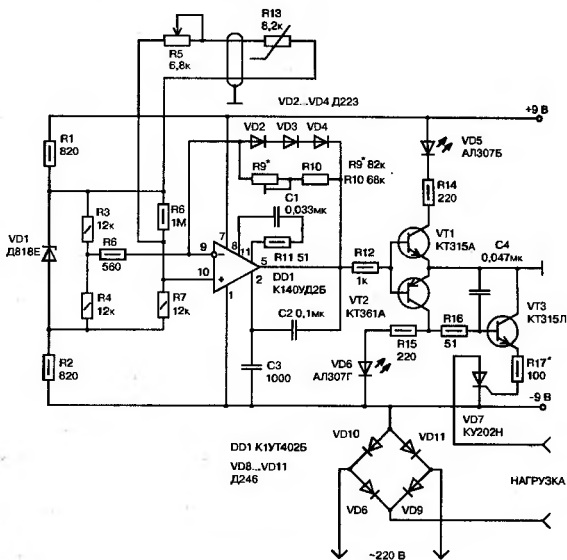 R13
8,2к
R5
6,8к
VD2...VD4 Д223
+9 В
R1
820
VD2 VD3 VD4
VD5
АЛ307Б
R9*
R10
R9* 82к
R10 68к
R3
12к
R6
1М
C1
0,033мк
R14
220
VD1
Д818Е
R6
560
7
8
11
9
10
5
2
1
R11 51
DD1
К140УД2Б
R12
1к
VT1
КТ315А
C4
0,047мк
R4
12к
R7
12к
VT2
КТ361А
VT3
КТ315Л
C2 0,1мк
R15
220
R16
51
R2
820
C3
1000
VD6
АЛ307Г
R17*
100
-9 В
VD7
КУ202Н
DD1 К1УТ402Б
VD8...VD11
Д246
VD10
VD11
VD6
VD9
НАГРУЗКА
~220 В